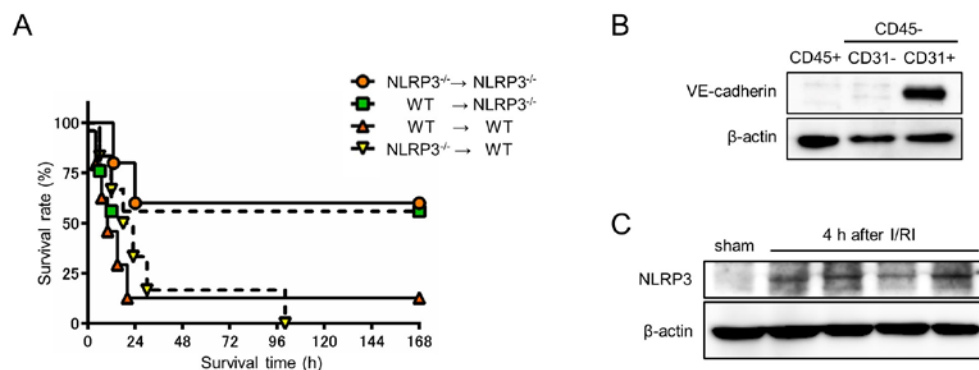 A
NLRP3-/- → NLRP3-/-
WT → NLRP3-/-
WT → WT
NLRP3-/- → WT
Survival rate (%)
100
75
50
25
0
0 24 48 72 96 120 144 168
Survival time (h)
B
CD45-
CD45+ CD31- CD31+
VE-cadherin
β-actin
C
sham 4 h after I/RI
NLRP3
β-actin